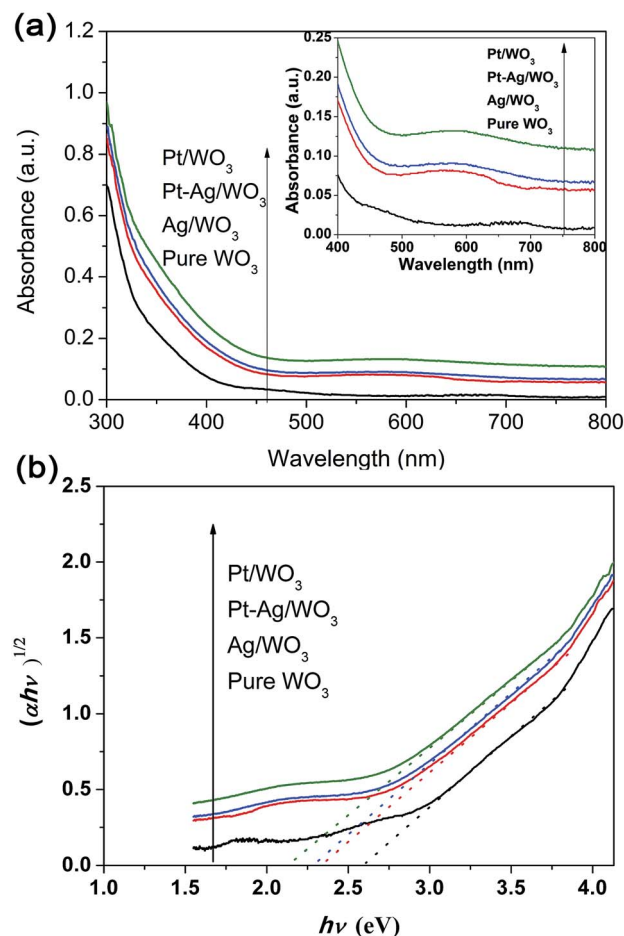 (a)
1.2
1.0
0.8
0.6
0.4
0.2
0.0
Absorbance (a.u.)
Pt/WO₃
Pt-Ag/WO₃
Ag/WO₃
Pure WO₃
300 400 500 600 700 800
Wavelength (nm)
0.25
0.20
0.15
0.10
0.05
0.00
Absorbance (a.u.)
Pt/WO₃
Pt-Ag/WO₃
Ag/WO₃
Pure WO₃
400 500 600 700 800
Wavelength (nm)
(b)
2.5
2.0
1.5
1.0
0.5
0.0
(αhν)¹/²
Pt/WO₃
Pt-Ag/WO₃
Ag/WO₃
Pure WO₃
1.0 1.5 2.0 2.5 3.0 3.5 4.0
hν (eV)